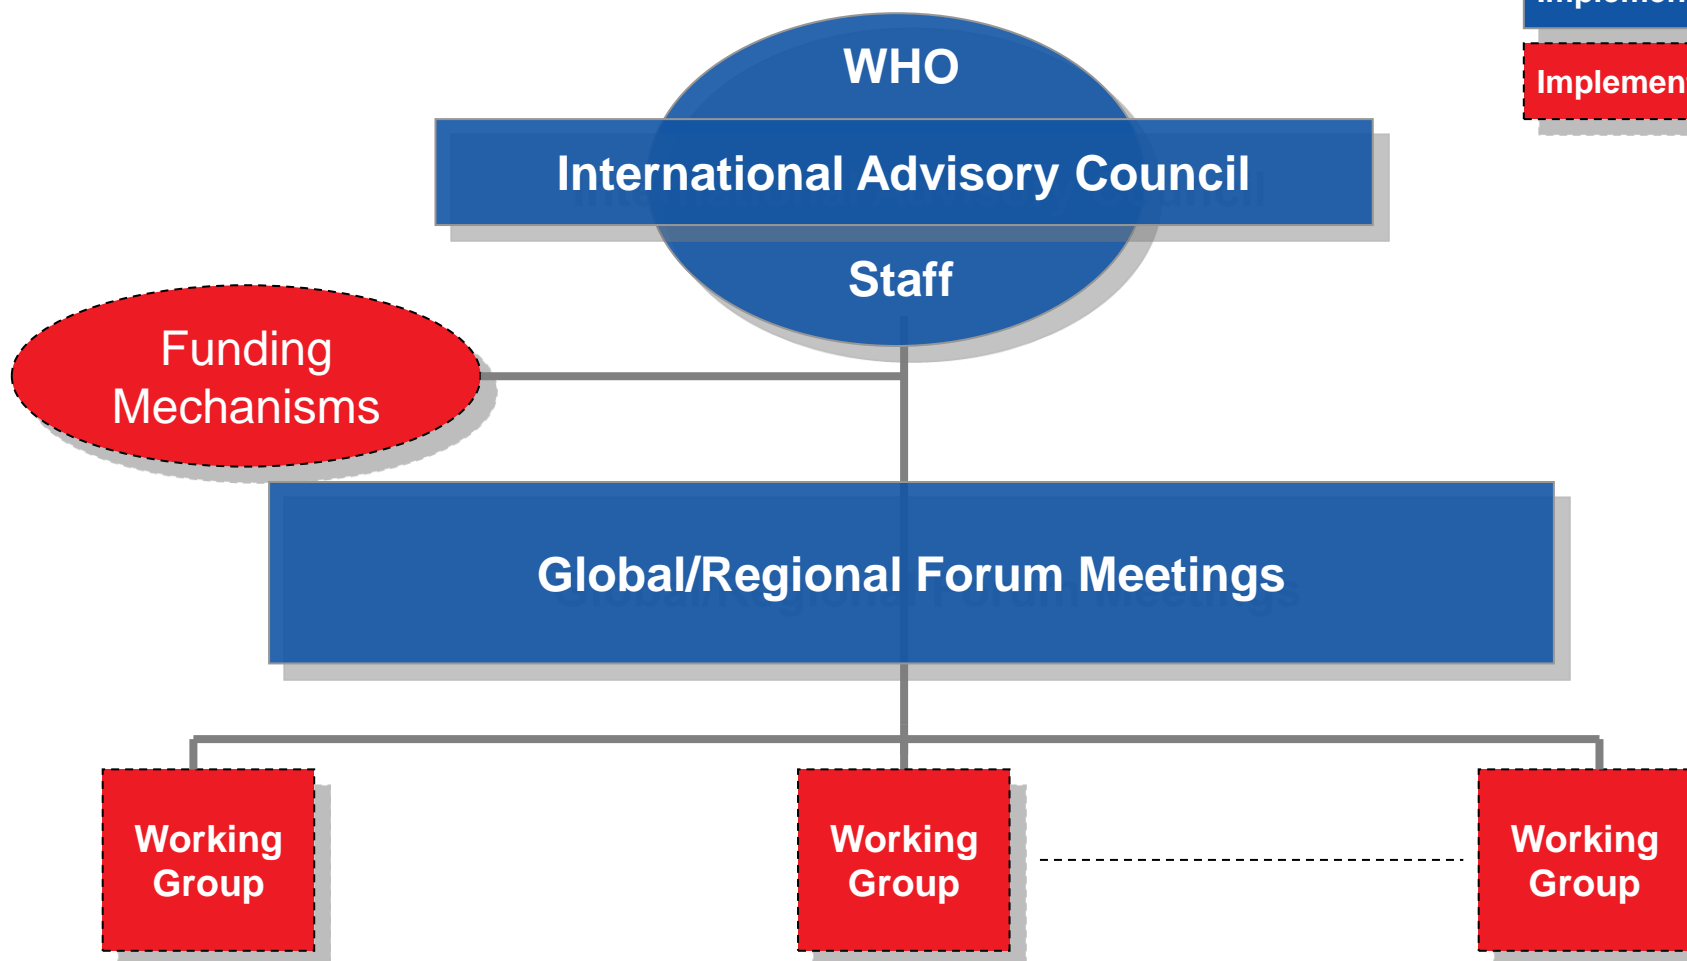 WHO
International Advisory Council
Staff
Funding
Mechanisms
Global/Regional Forum Meetings
Working
Group
Working
Group
Working
Group